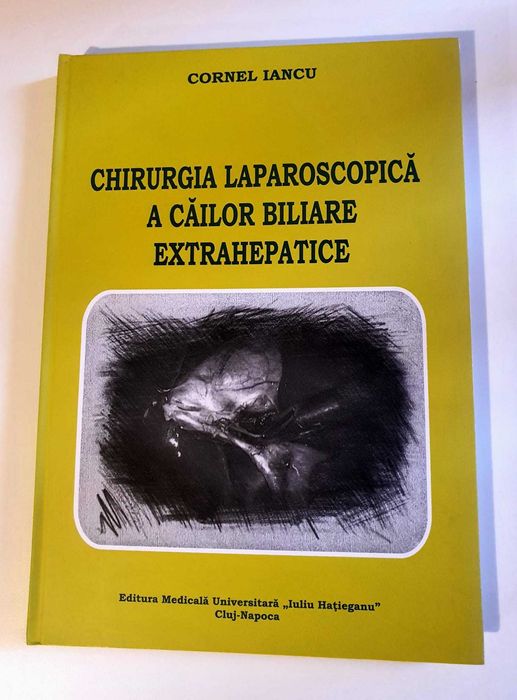 CORNEL IANCU
CHIRURGIA LAPAROSCOPICĂ
A CĂILOR BILIARE
EXTRAHEPATICE
Editura Medicală Universitară „Iuliu Haţieganu”
Cluj-Napoca